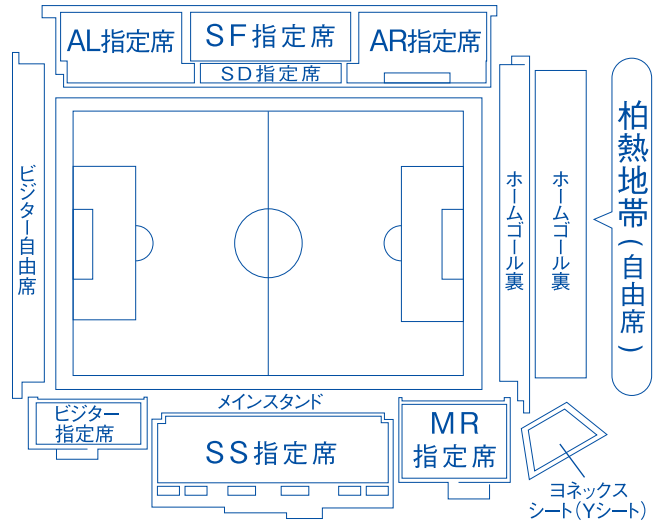 AL指定席
SF指定席
AR指定席
SD指定席
ビジター自由席
ホームゴール裏
ホームゴール裏
柏熱地帯(自由席)
メインスタンド
ビジター
指定席
SS指定席
MR
指定席
ヨネックス
シート(Yシート)